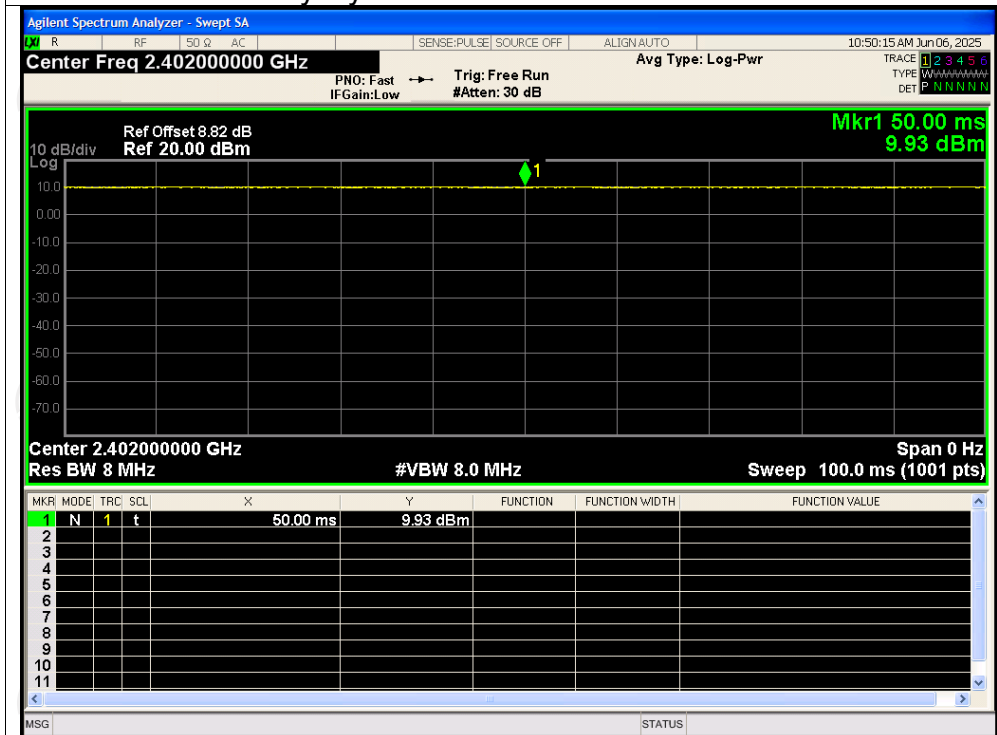 Agilent Spectrum Analyzer - Swept SA
LXI R RF 50 Ω AC SENSE:PULSE SOURCE OFF ALIGN AUTO 10:50:15 AM Jun 06, 2025
Center Freq 2.402000000 GHz Avg Type: Log-Pwr TRACE 1 2 3 4 5 6
PNO: Fast Trig: Free Run TYPE WWWWWW
IFGain:Low #Atten: 30 dB DET P N N N N N
Mkr1 50.00 ms
Ref Offset 8.82 dB
10 dB/div Ref 20.00 dBm 9.93 dBm
Log
1
10.0
0.00
-10.0
-20.0
-30.0
-40.0
-50.0
-60.0
-70.0
Center 2.402000000 GHz Span 0 Hz
Res BW 8 MHz #VBW 8.0 MHz Sweep 100.0 ms (1001 pts)
MKR MODE TRC SCL X Y FUNCTION FUNCTION WIDTH FUNCTION VALUE
1 N 1 t 50.00 ms 9.93 dBm
2
3
4
5
6
7
8
9
10
11
MSG STATUS